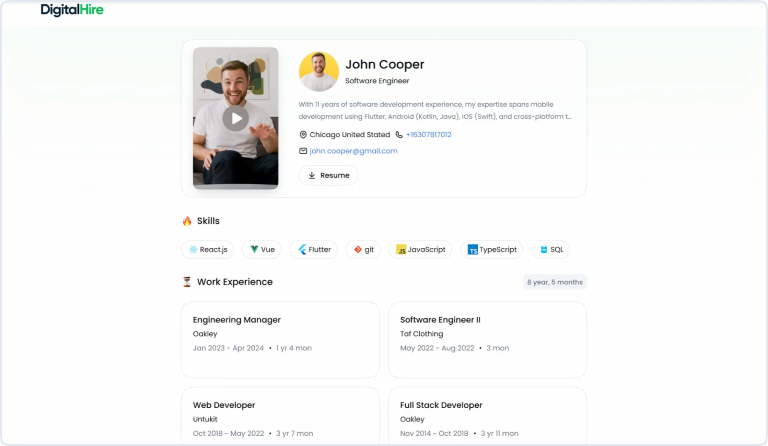 DigitalHire
John Cooper
Software Engineer
With 11 years of software development experience, my expertise spans mobile
development using Flutter, Android (Kotlin, Java), iOS (Swift), and cross-platform t...
Chicago United Stated +16307817012
john cooper@gmail.com
Resume
Skills
React.js Vue Flutter git JS JavaScript TS TypeScript SQL
Work Experience 8 year, 5 months
Engineering Manager
Oakley
Jan 2023 - Apr 2024 • 1 yr 4 mon
Software Engineer II
Taf Clothing
May 2022 - Aug 2022 • 3 mon
Web Developer
Untukit
Oct 2018 - May 2022 • 3 yr 7 mon
Full Stack Developer
Oakley
Nov 2014 - Oct 2018 • 3 yr 11 mon